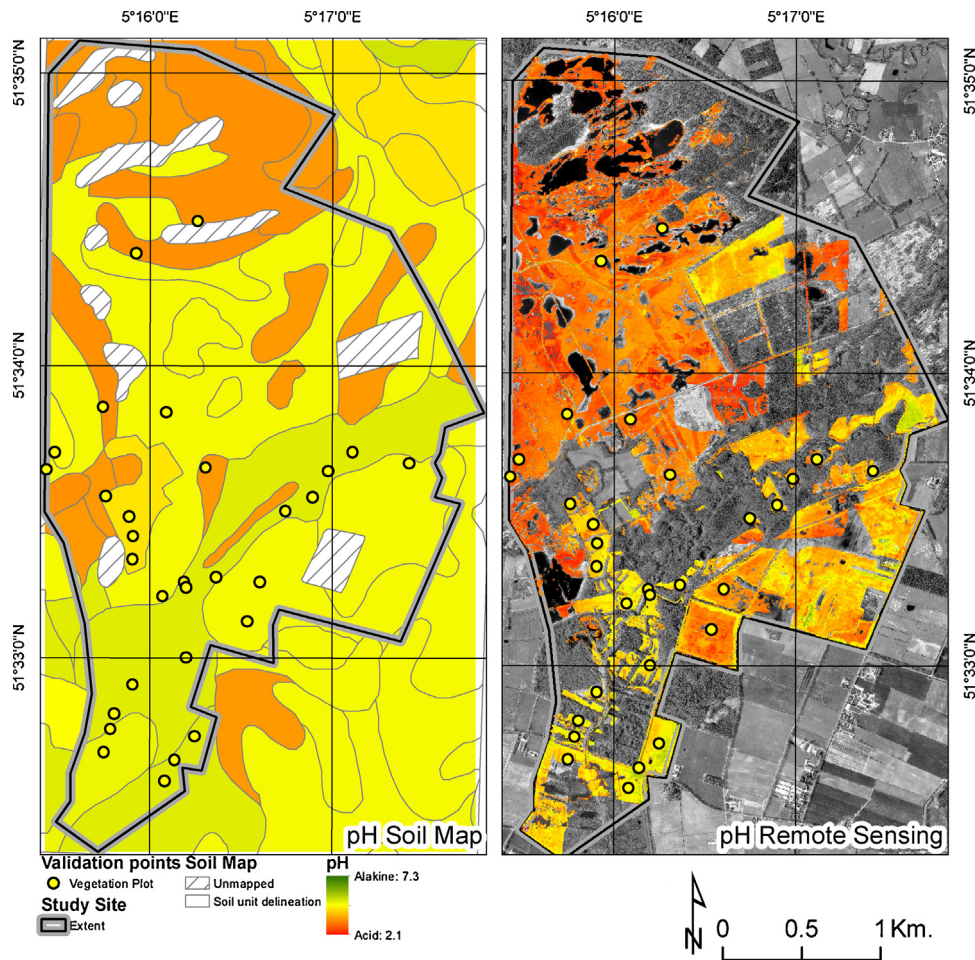 5°16'0"E 5°17'0"E 5°16'0"E 5°17'0"E
51°35'0"N 51°35'0"N
51°34'0"N 51°34'0"N
51°33'0"N 51°33'0"N
pH Soil Map pH Remote Sensing
Validation points Soil Map pH
Vegetation Plot Unmapped Alakine: 7.3
Study Site Soil unit delineation
Extent Acid: 2.1
N 0 0.5 1 Km.